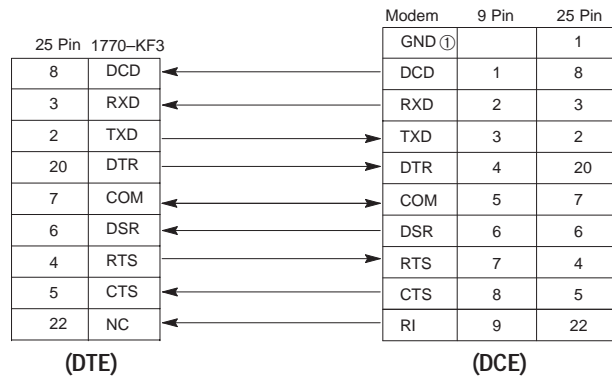 Modem 9 Pin 25 Pin
GND ① 1
25 Pin 1770–KF3
8 DCD DCD 1 8
3 RXD RXD 2 3
2 TXD TXD 3 2
20 DTR DTR 4 20
7 COM COM 5 7
6 DSR DSR 6 6
4 RTS RTS 7 4
5 CTS CTS 8 5
22 NC RI 9 22
(DTE) (DCE)